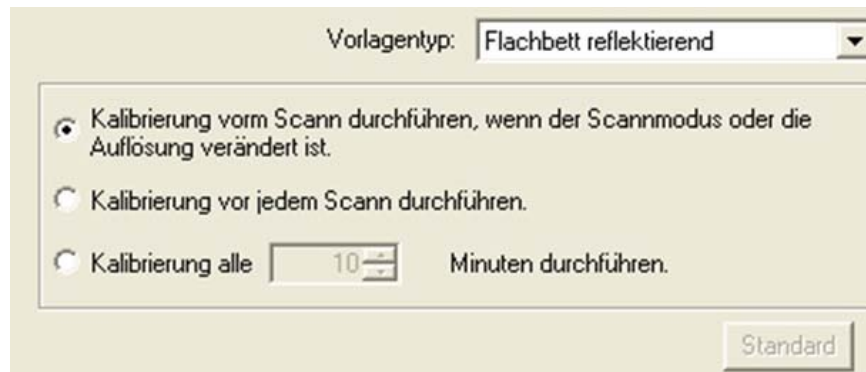 Vorlagentyp: Flachbett reflektierend
Kalibrierung vorm Scann durchführen, wenn der Scannmodus oder die
Auflösung verändert ist.
Kalibrierung vor jedem Scann durchführen.
Kalibrierung alle 10 Minuten durchführen.
Standard